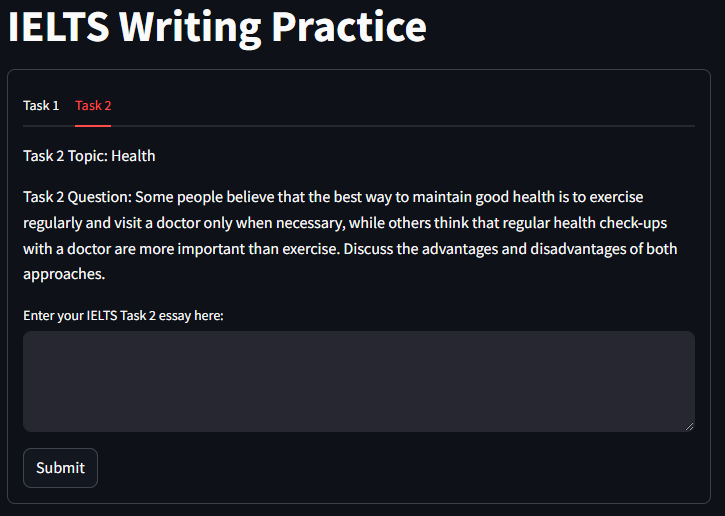 IELTS Writing Practice
Task 1 Task 2
Task 2 Topic: Health
Task 2 Question: Some people believe that the best way to maintain good health is to exercise
regularly and visit a doctor only when necessary, while others think that regular health check-ups
with a doctor are more important than exercise. Discuss the advantages and disadvantages of both
approaches.
Enter your IELTS Task 2 essay here:
Submit